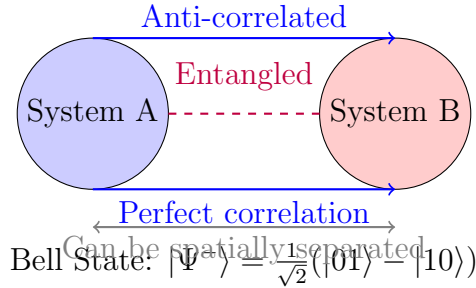 Anti-correlated
Entangled
System A
System B
Perfect correlation
Can be spatially separated
Bell State: |Ψ⁻⟩ = 1/√2(|01⟩ − |10⟩)